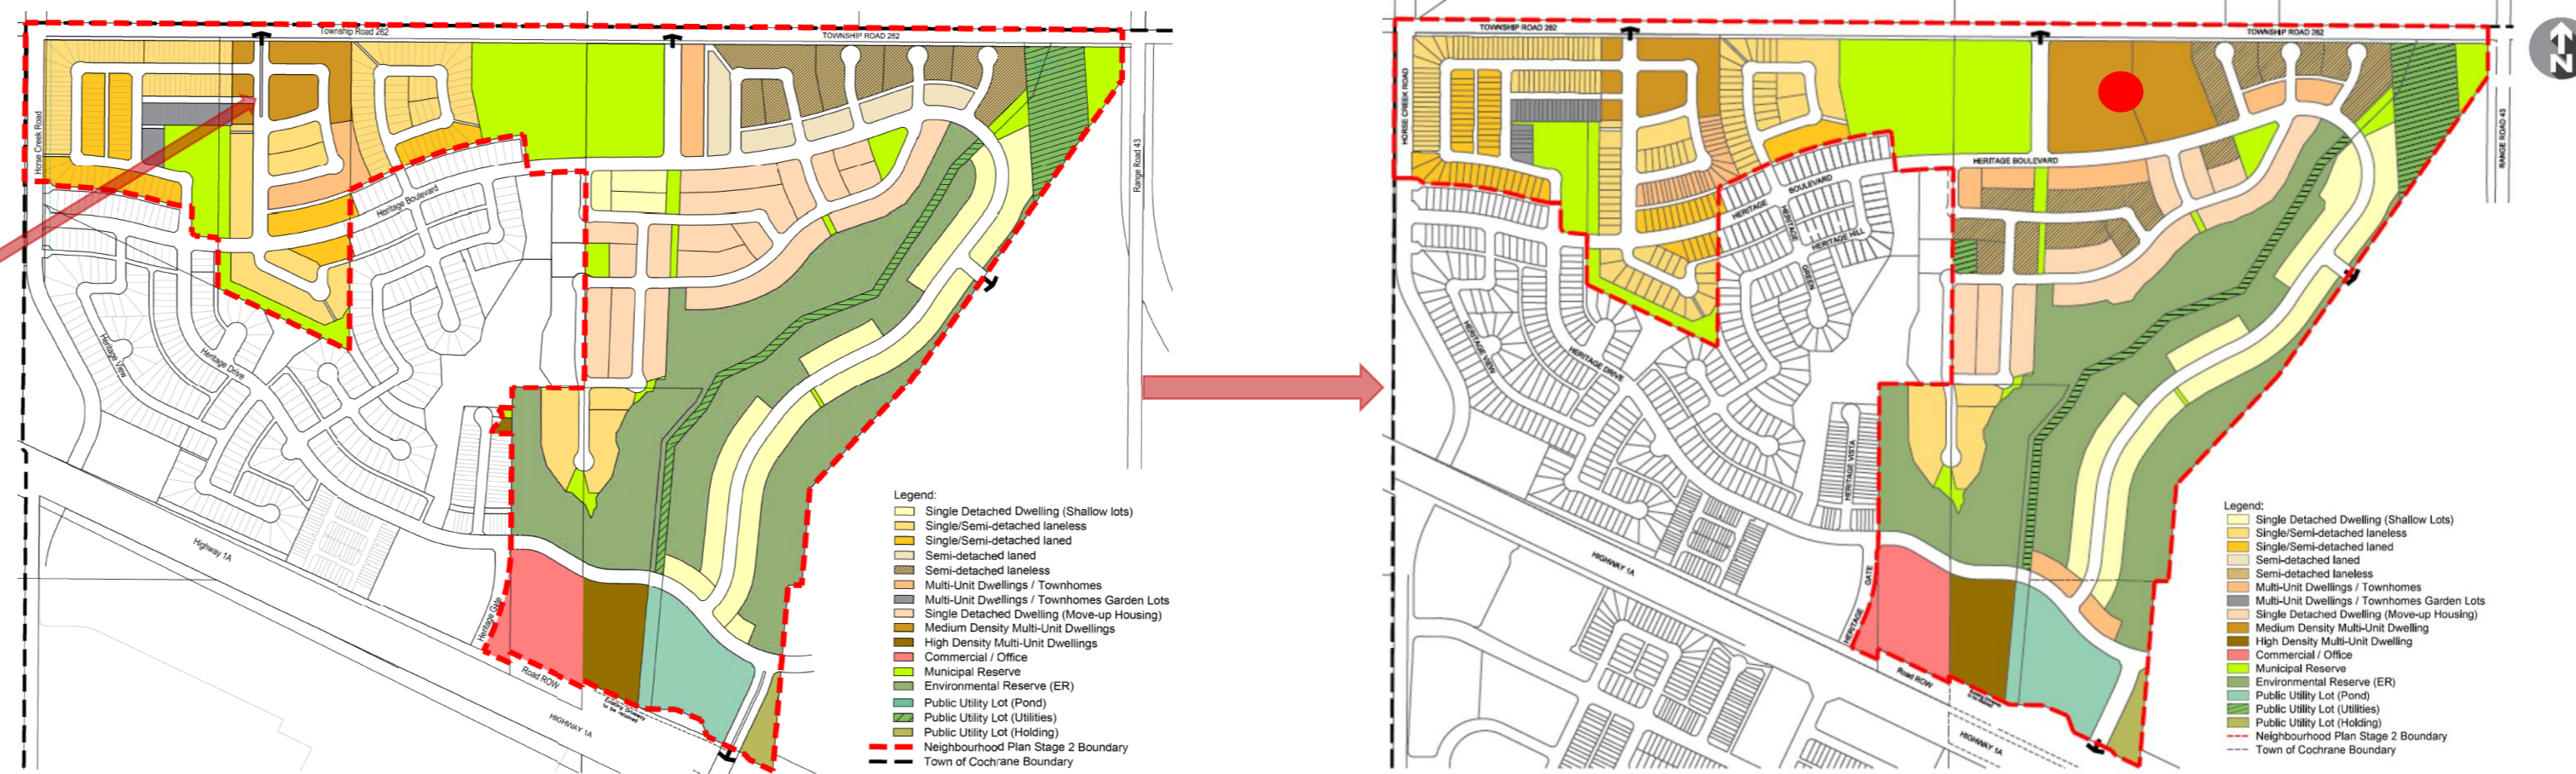 Township Road 262
TOWNSHIP ROAD 262
Horse Creek Road
Heritage Boulevard
Range Road 43
Heritage View
Heritage Drive
Highway 1A
Heritage Gate
Road ROW
Existing Driveway
to be retained
HIGHWAY 1A
Legend:
Single Detached Dwelling (Shallow lots)
Single/Semi-detached laneless
Single/Semi-detached laned
Semi-detached laned
Semi-detached laneless
Multi-Unit Dwellings / Townhomes
Multi-Unit Dwellings / Townhomes Garden Lots
Single Detached Dwelling (Move-up Housing)
Medium Density Multi-Unit Dwellings
High Density Multi-Unit Dwellings
Commercial / Office
Municipal Reserve
Environmental Reserve (ER)
Public Utility Lot (Pond)
Public Utility Lot (Utilities)
Public Utility Lot (Holding)
Neighbourhood Plan Stage 2 Boundary
Town of Cochrane Boundary
TOWNSHIP ROAD 262
TOWNSHIP ROAD 262
N
HORSE CREEK ROAD
RANGE ROAD 43
HERITAGE BOULEVARD
BOULEVARD
HERITAGE
HERITAGE
HERITAGE HILL
GREEN
HERITAGE VIEW
HERITAGE DRIVE
HERITAGE VISTA
HIGHWAY 1A
GATE
HERITAGE
Road ROW
HIGHWAY 1A
Legend:
Single Detached Dwelling (Shallow Lots)
Single/Semi-detached laneless
Single/Semi-detached laned
Semi-detached laned
Semi-detached laneless
Multi-Unit Dwellings / Townhomes
Multi-Unit Dwellings / Townhomes Garden Lots
Single Detached Dwelling (Move-up Housing)
Medium Density Multi-Unit Dwelling
High Density Multi-Unit Dwelling
Commercial / Office
Municipal Reserve
Environmental Reserve (ER)
Public Utility Lot (Pond)
Public Utility Lot (Utilities)
Public Utility Lot (Holding)
Neighbourhood Plan Stage 2 Boundary
Town of Cochrane Boundary